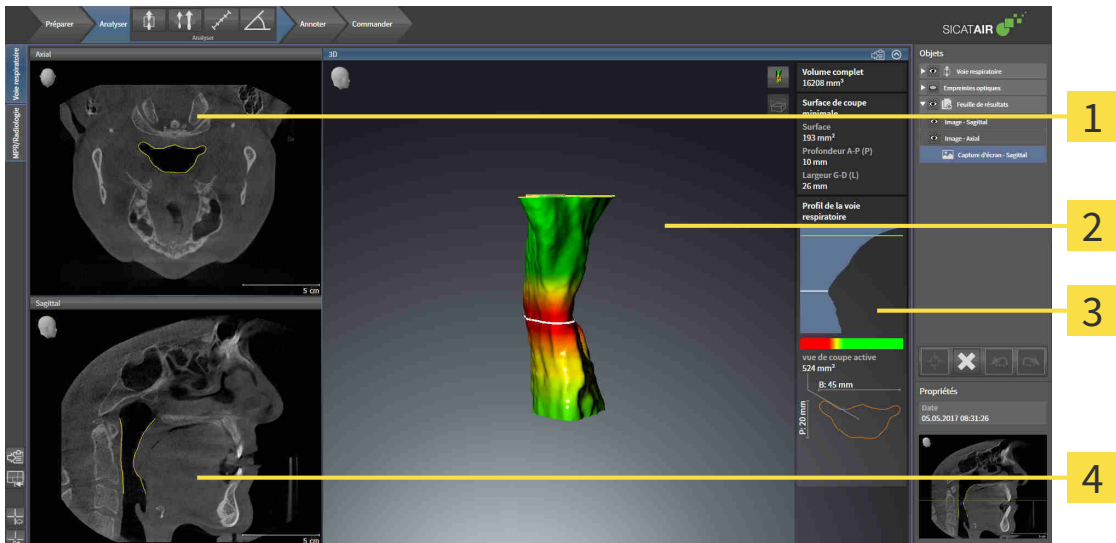 Préparer
Analyser
Analyser
Annoter
Commander
SICATAIR
Voie respiratoire
MPR/Radiologie
Axial
5 cm
Sagittal
5 cm
3D
Volume complet
16208 mm³
Surface de coupe
minimale
Surface
193 mm²
Profondeur A-P (P)
10 mm
Largeur G-D (L)
26 mm
Profil de la voie
respiratoire
vue de coupe active
524 mm²
B: 45 mm
P: 20 mm
Objets
Voie respiratoire
Empreintes optiques
Feuille de résultats
Image - Sagittal
Image - Axial
Capture d'écran - Sagittal
Propriétés
Date
05.05.2017 08:31:26
1
2
3
4